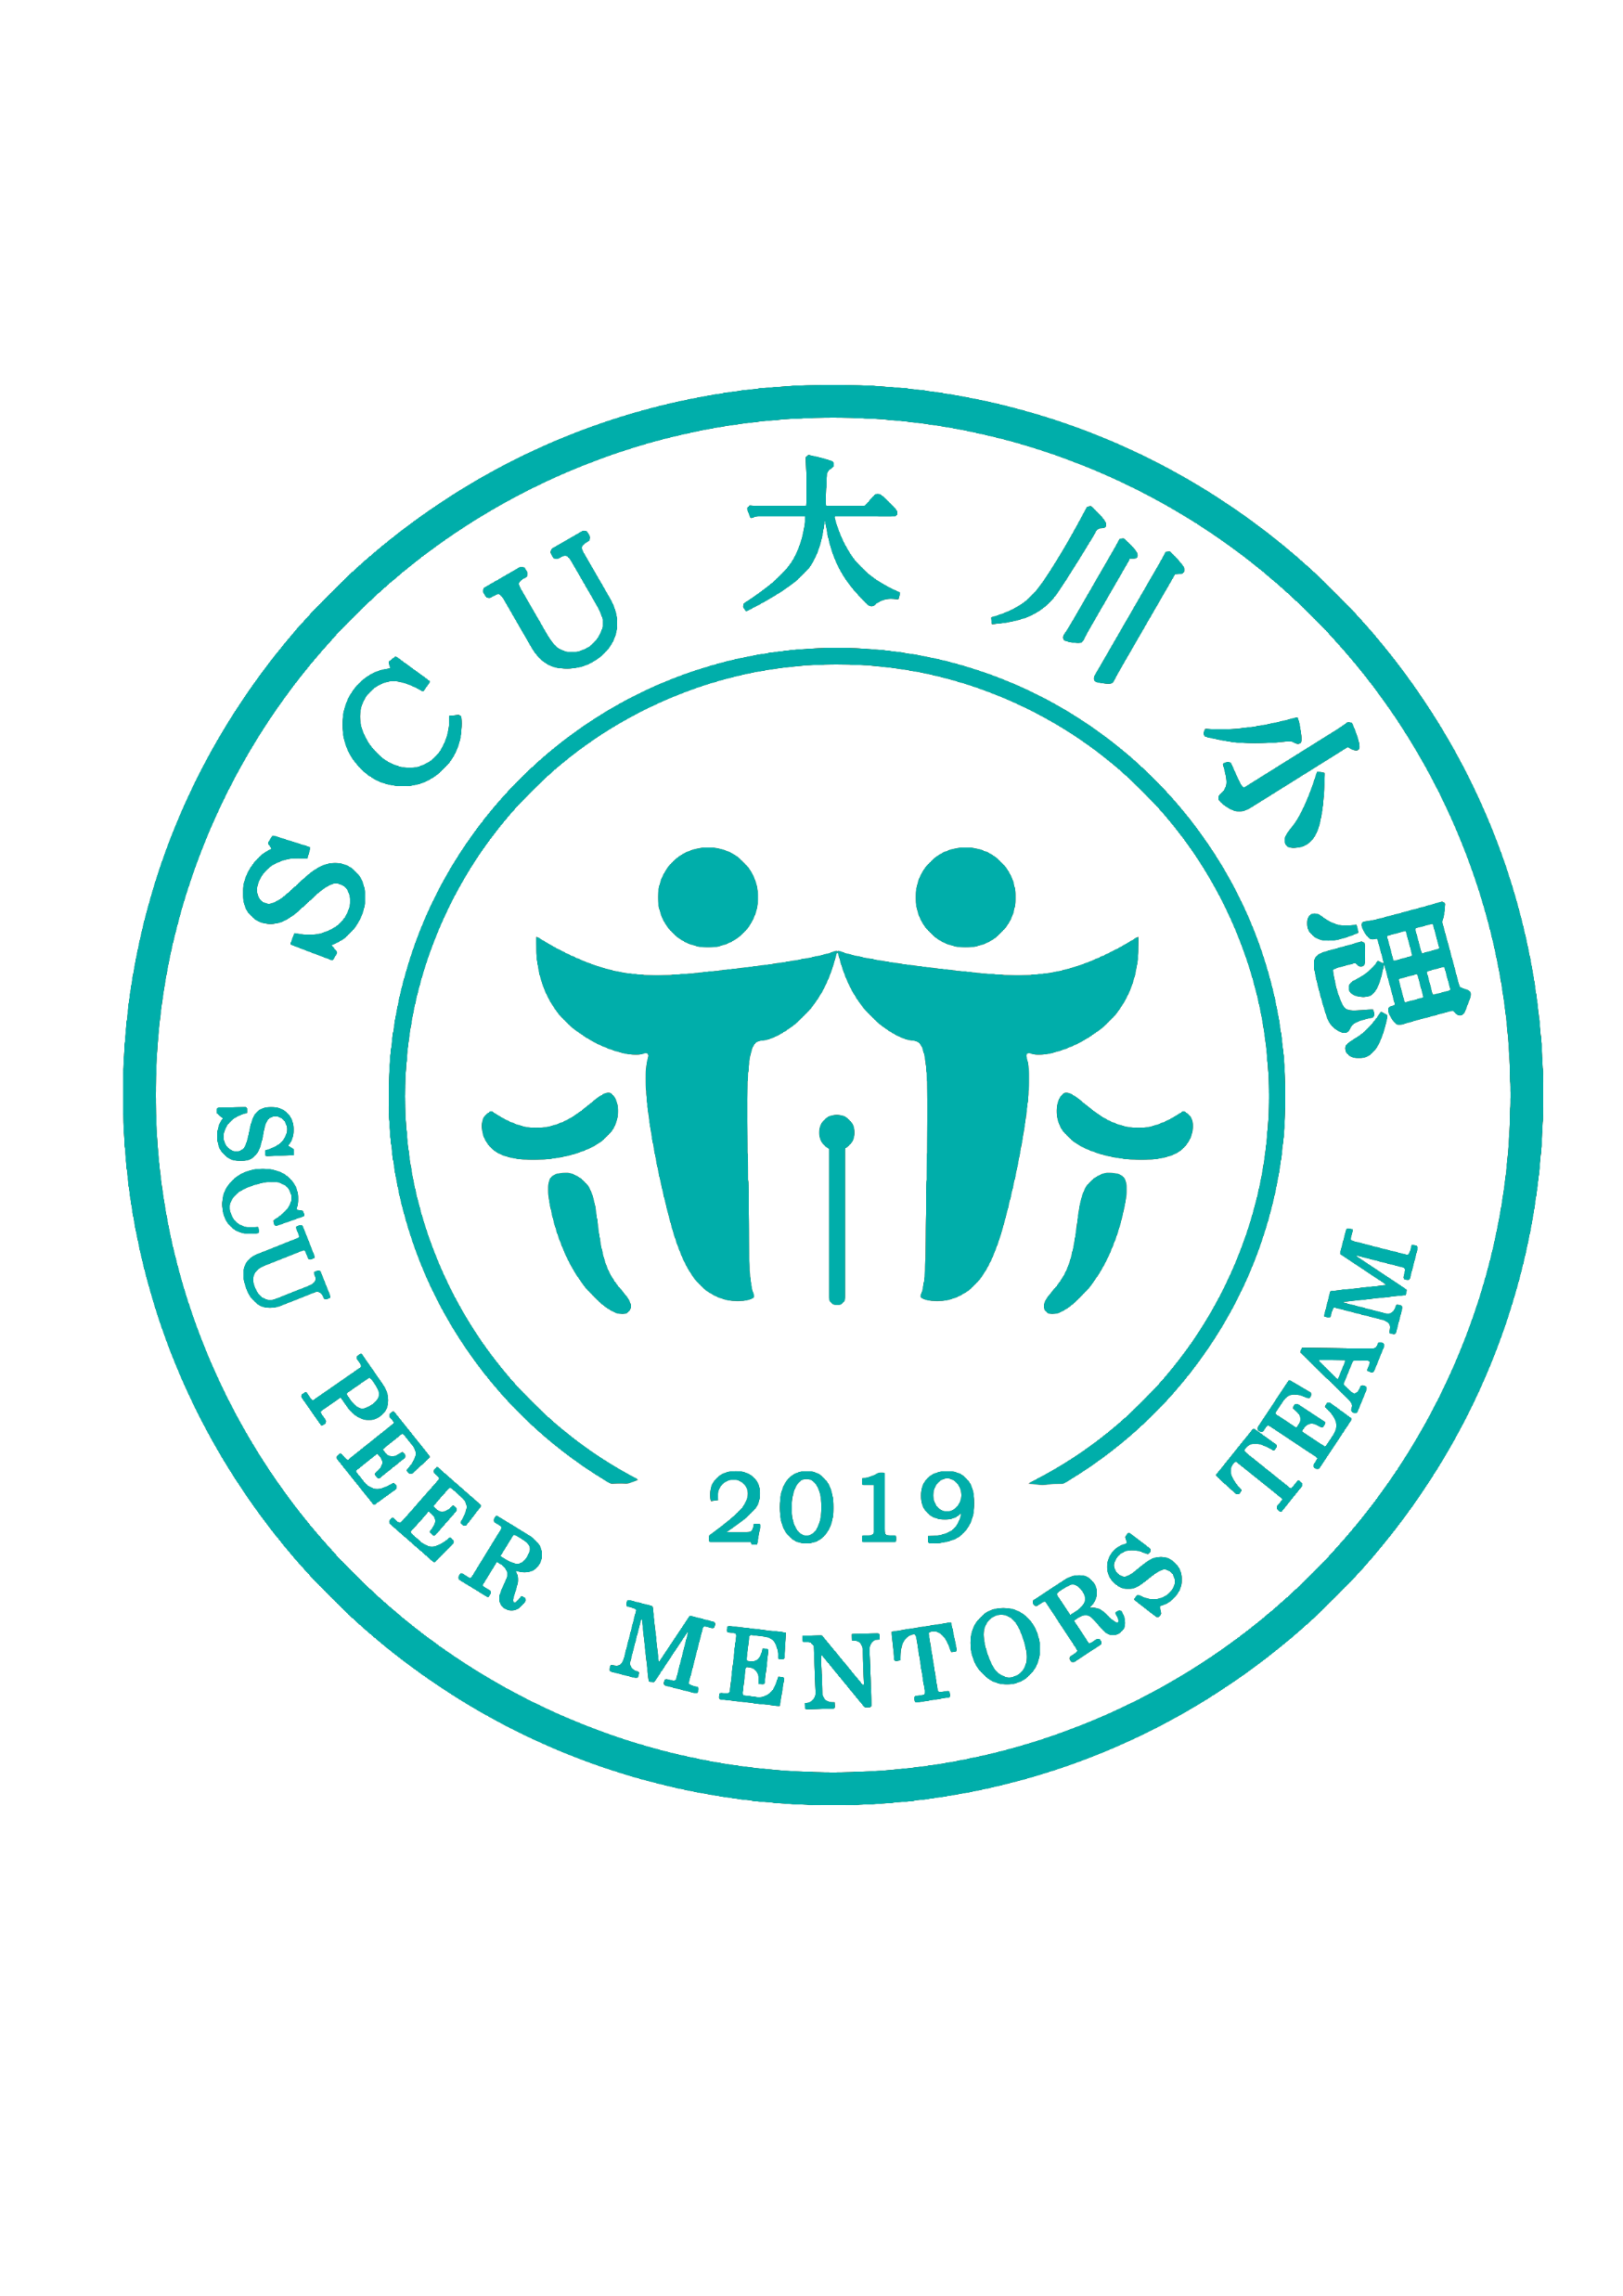 SCU大川小思
2019
SCU PEER MENTORS TEAM